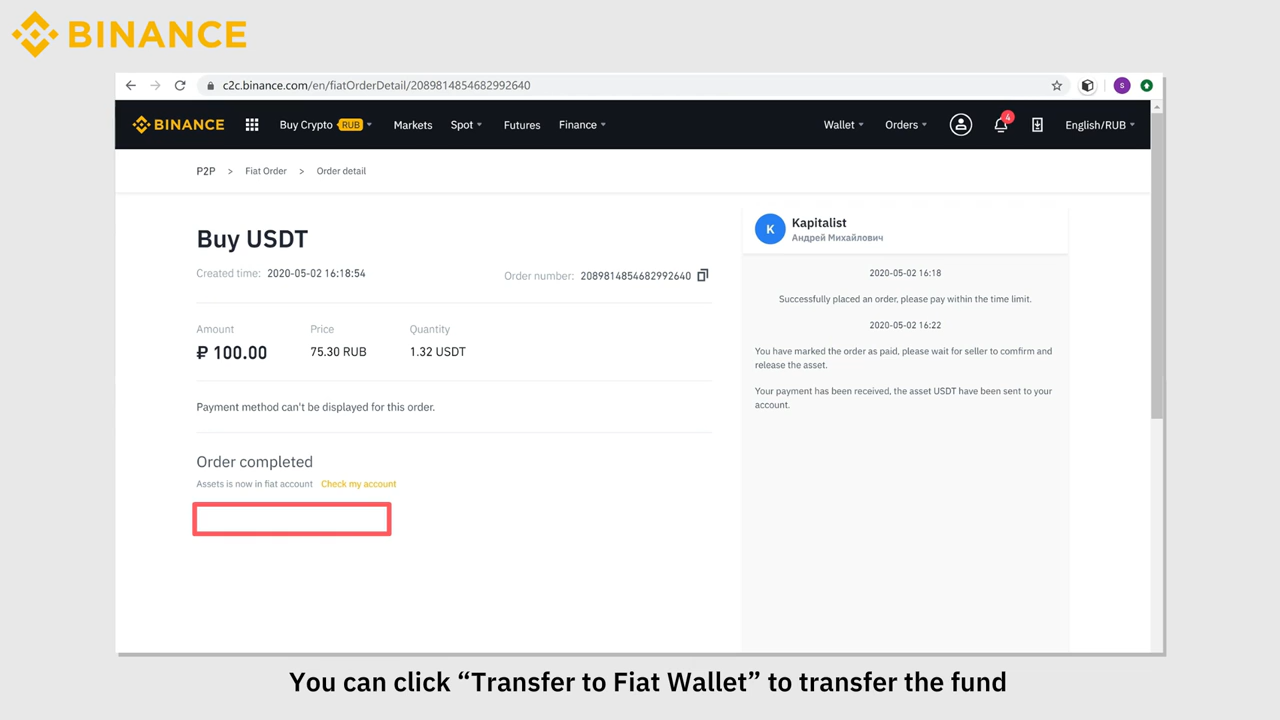 BINANCE
c2c.binance.com/en/fiatOrderDetail/20898148546829​92640
S
BINANCE Buy Crypto RUB Markets Spot Futures Finance Wallet Orders 4 English/RUB
P2P > Fiat Order > Order detail
Buy USDT
Created time: 2020-05-02 16:18:54
Order number: 2089814854682992640
Amount Price Quantity
₽ 100.00 75.30 RUB 1.32 USDT
Payment method can't be displayed for this order.
Order completed
Assets is now in fiat account Check my account
K
Kapitalist
Андрей Михайлович
2020-05-02 16:18
Successfully placed an order, please pay within the time limit.
2020-05-02 16:22
You have marked the order as paid, please wait for seller to comfirm and
release the asset.
Your payment has been received, the asset USDT have been sent to your
account.
You can click “Transfer to Fiat Wallet” to transfer the fund